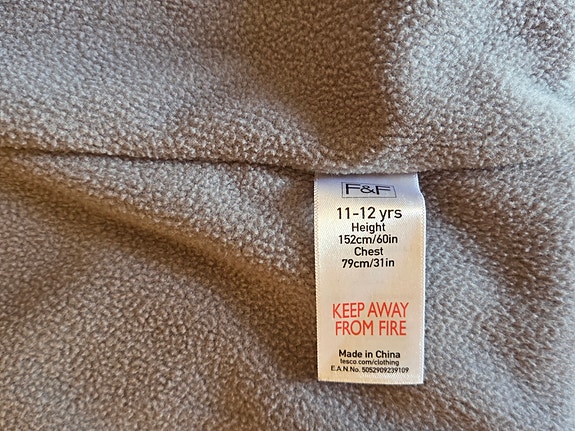 F&F
11-12 yrs
Height
152cm/60in
Chest
79cm/31in
KEEP AWAY
FROM FIRE
Made in China
tesco.com/clothing
E.A.N. No. 5052909239109